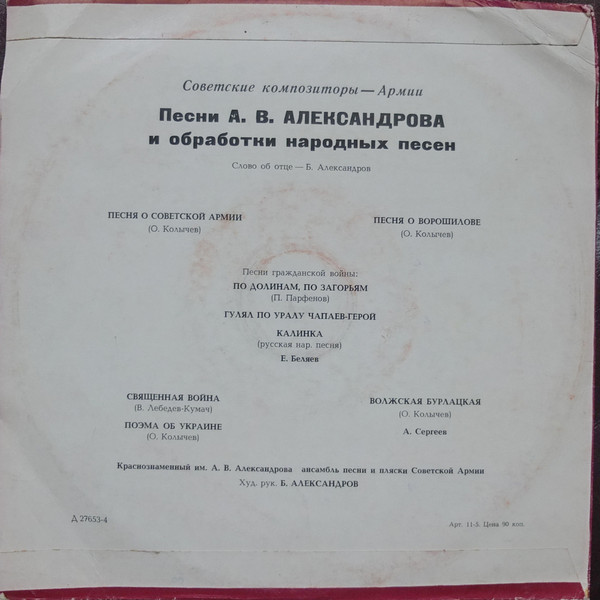 Советские композиторы — Армии
Песни А. В. АЛЕКСАНДРОВА
и обработки народных песен
Слово об отце — Б. Александров
ПЕСНЯ О СОВЕТСКОЙ АРМИИ
(О. Колычев)
ПЕСНЯ О ВОРОШИЛОВЕ
(О. Колычев)
Песни гражданской войны:
ПО ДОЛИНАМ, ПО ЗАГОРЬЯМ
(П. Парфенов)
ГУЛЯЛ ПО УРАЛУ ЧАПАЕВ-ГЕРОЙ
КАЛИНКА
(русская нар. песня)
Е. Беляев
СВЯЩЕННАЯ ВОЙНА
(В. Лебедев-Кумач)
ПОЭМА ОБ УКРАИНЕ
(О. Колычев)
ВОЛЖСКАЯ БУРЛАЦКАЯ
(О. Колычев)
А. Сергеев
Краснознаменный им. А. В. Александрова ансамбль песни и пляски Советской Армии
Худ. рук. Б. АЛЕКСАНДРОВ
Д 27653-4
Арт. 11-5. Цена 90 коп.